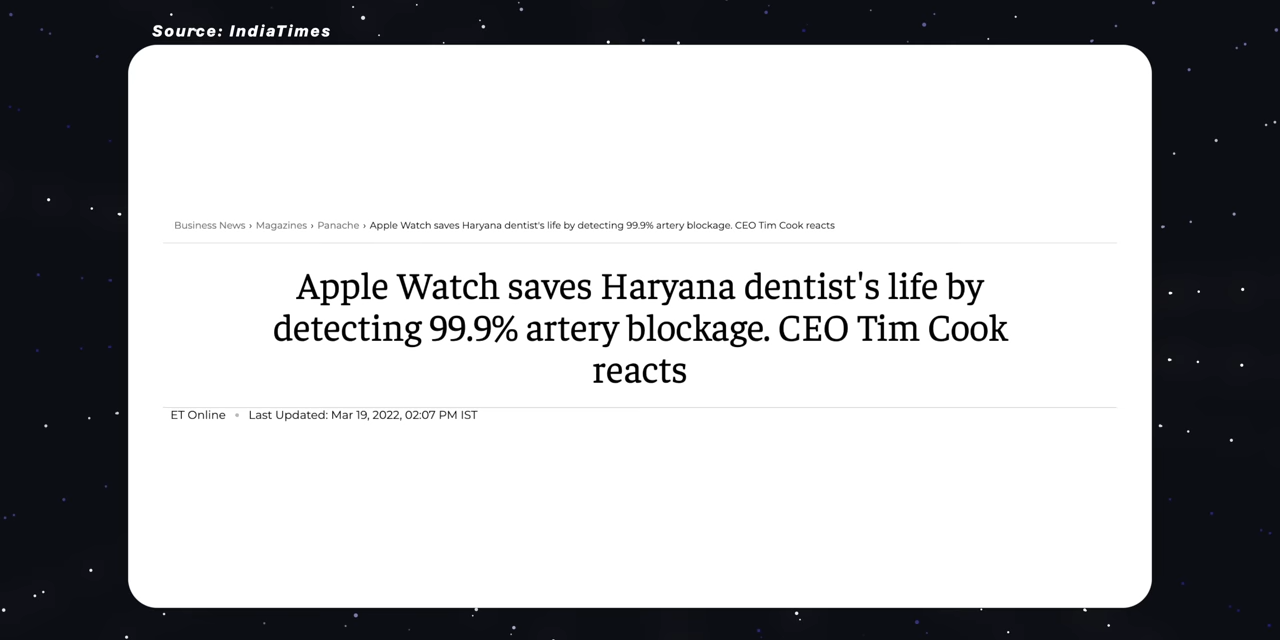 Source: IndiaTimes
Business News › Magazines › Panache › Apple Watch saves Haryana dentist's life by detecting 99.9% artery blockage. CEO Tim Cook reacts
Apple Watch saves Haryana dentist's life by
detecting 99.9% artery blockage. CEO Tim Cook
reacts
ET Online • Last Updated: Mar 19, 2022, 02:07 PM IST